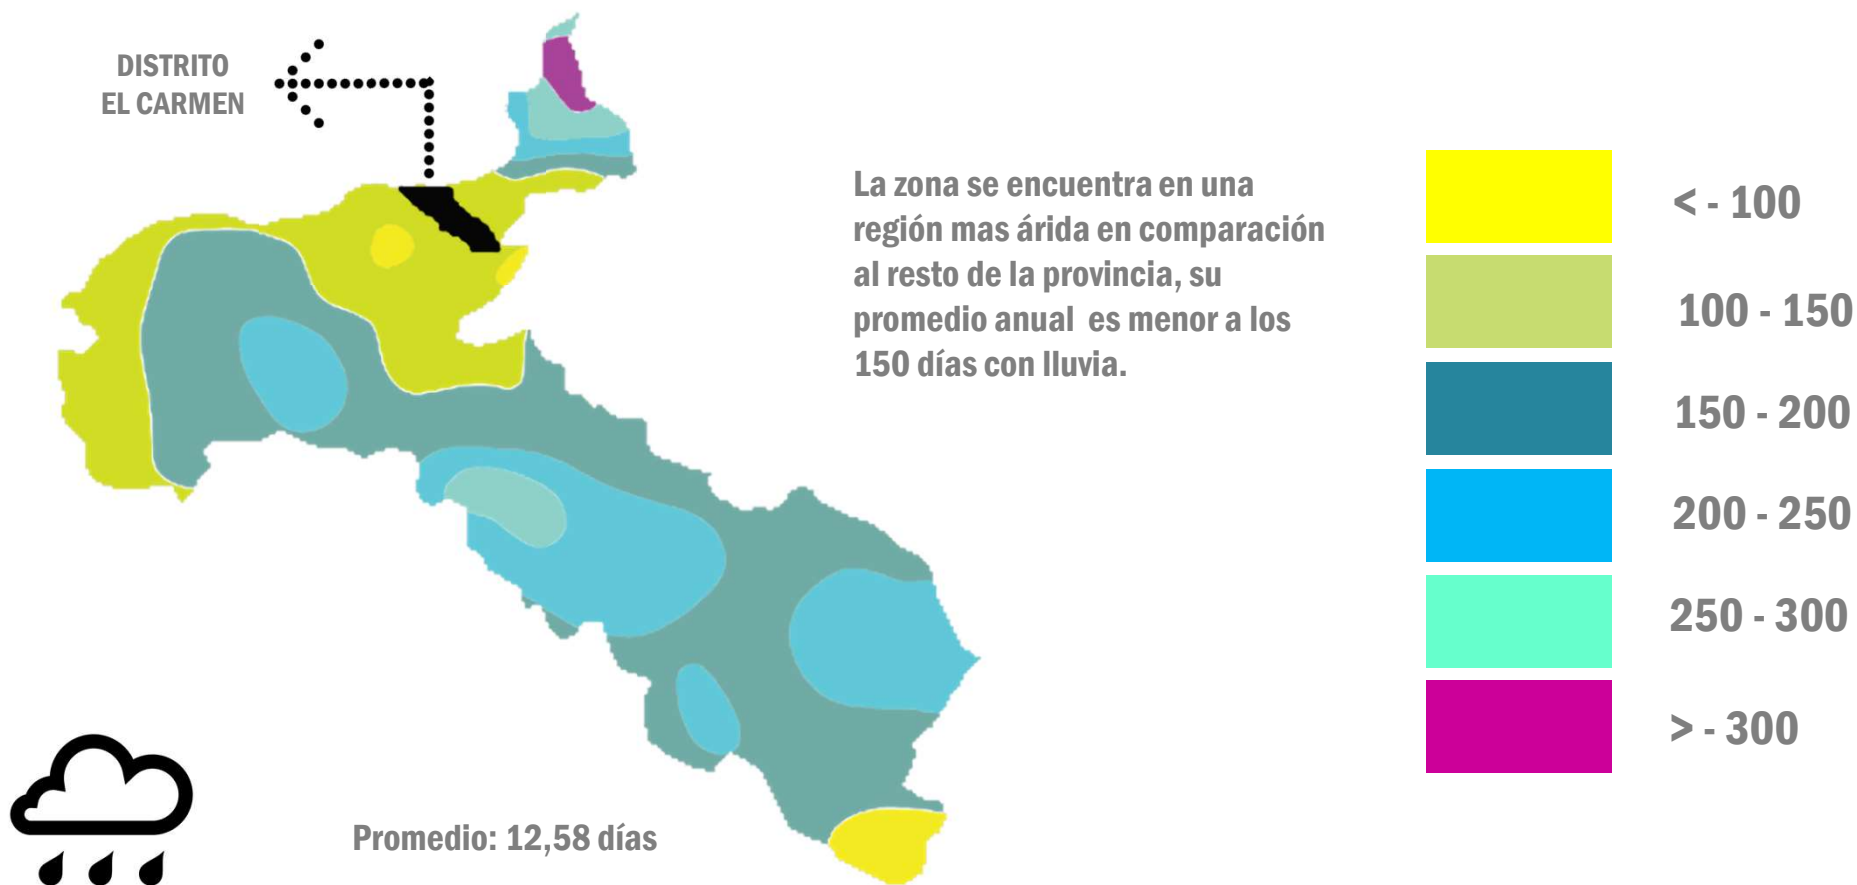 DISTRITO
EL CARMEN
La zona se encuentra en una
región mas árida en comparación
al resto de la provincia, su
promedio anual es menor a los
150 días con lluvia.
< - 100
100 - 150
150 - 200
200 - 250
250 - 300
> - 300
Promedio: 12,58 días